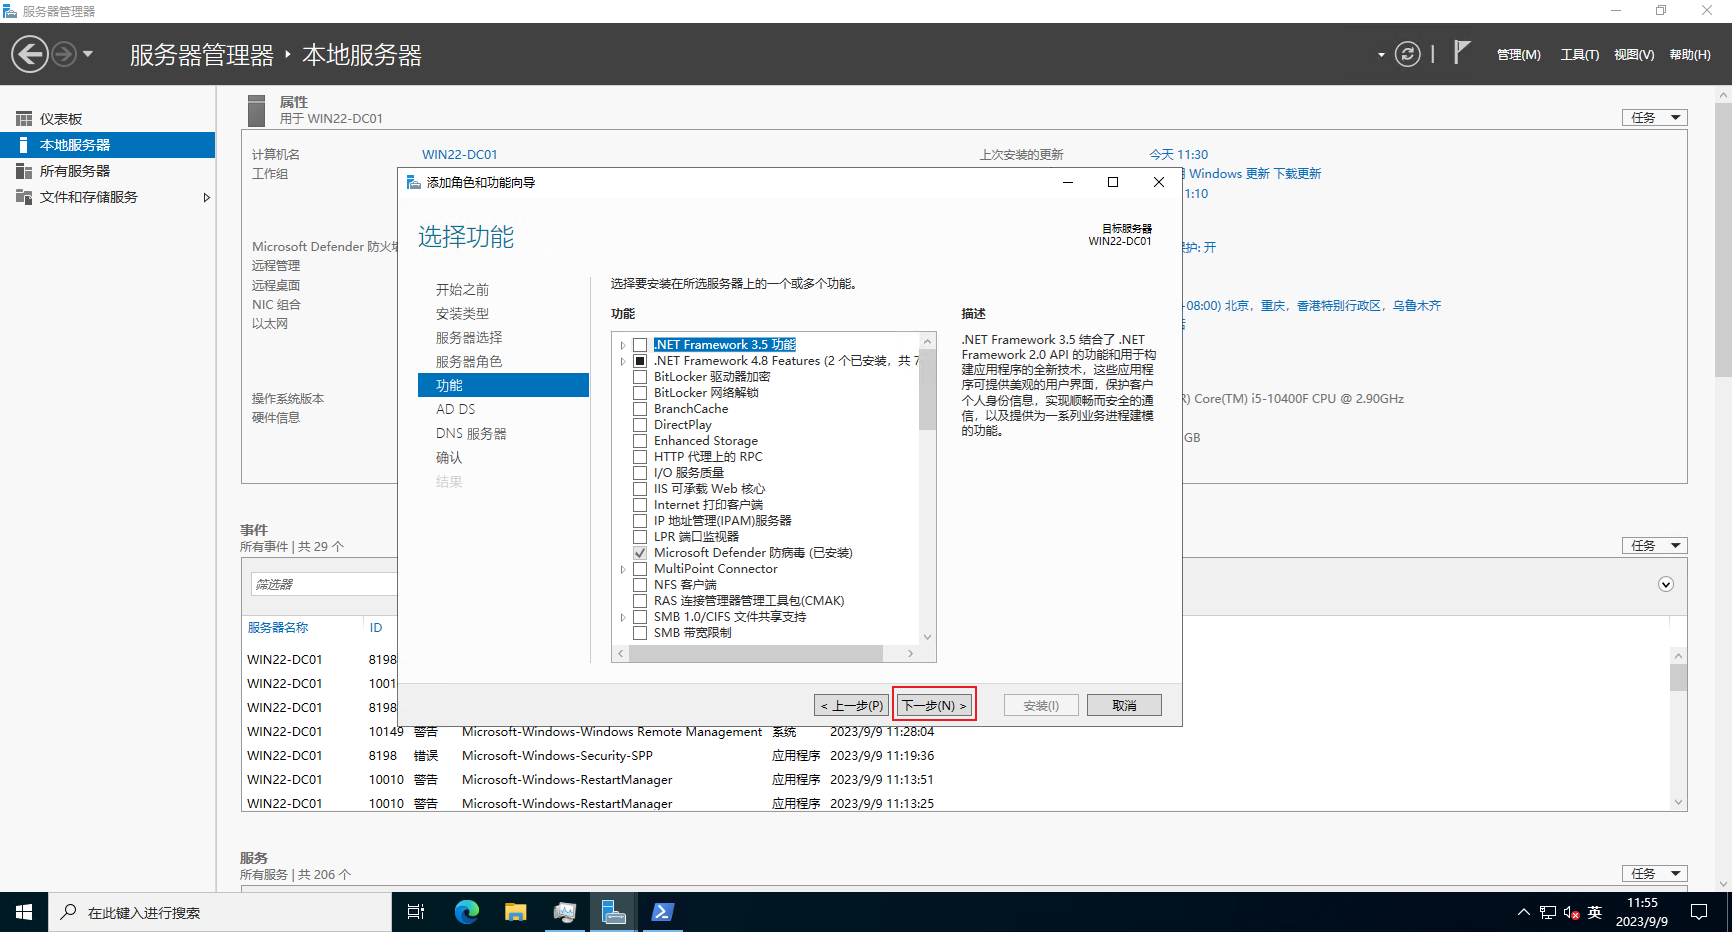 服务器管理器
服务器管理器 ‣ 本地服务器
管理(M) 工具(T) 视图(V) 帮助(H)
仪表板
本地服务器
所有服务器
文件和存储服务
属性
用于 WIN22-DC01
任务
计算机名 WIN22-DC01 上次安装的更新 今天 11:30
工作组 Windows 更新 下载更新
1:10
Microsoft Defender 防火 护: 开
远程管理
远程桌面
NIC 组合 -08:00) 北京，重庆，香港特别行政区，乌鲁木齐
以太网
操作系统版本 R) Core(TM) i5-10400F CPU @ 2.90GHz
硬件信息
GB
添加角色和功能向导
选择功能
目标服务器
WIN22-DC01
开始之前
安装类型
服务器选择
服务器角色
功能
AD DS
DNS 服务器
确认
结果
选择要安装在所选服务器上的一个或多个功能。
功能
.NET Framework 3.5 功能
.NET Framework 4.8 Features (2 个已安装，共 7
BitLocker 驱动器加密
BitLocker 网络解锁
BranchCache
DirectPlay
Enhanced Storage
HTTP 代理上的 RPC
I/O 服务质量
IIS 可承载 Web 核心
Internet 打印客户端
IP 地址管理(IPAM)服务器
LPR 端口监视器
Microsoft Defender 防病毒 (已安装)
MultiPoint Connector
NFS 客户端
RAS 连接管理器管理工具包(CMAK)
SMB 1.0/CIFS 文件共享支持
SMB 带宽限制
描述
.NET Framework 3.5 结合了 .NET
Framework 2.0 API 的功能和用于构
建应用程序的全新技术，这些应用程
序可提供美观的用户界面，保护客户
个人身份信息，实现顺畅而安全的通
信，以及提供为一系列业务进程建模
的功能。
< 上一步(P) 下一步(N) > 安装(I) 取消
事件
所有事件 | 共 29 个
任务
筛选器
服务器名称 ID
WIN22-DC01 8198
WIN22-DC01 1001
WIN22-DC01 8198
WIN22-DC01 10149 警告 Microsoft-Windows-Windows Remote Management 系统 2023/9/9 11:28:04
WIN22-DC01 8198 错误 Microsoft-Windows-Security-SPP 应用程序 2023/9/9 11:19:36
WIN22-DC01 10010 警告 Microsoft-Windows-RestartManager 应用程序 2023/9/9 11:13:51
WIN22-DC01 10010 警告 Microsoft-Windows-RestartManager 应用程序 2023/9/9 11:13:25
服务
所有服务 | 共 206 个
任务
在此键入进行搜索
英
11:55
2023/9/9